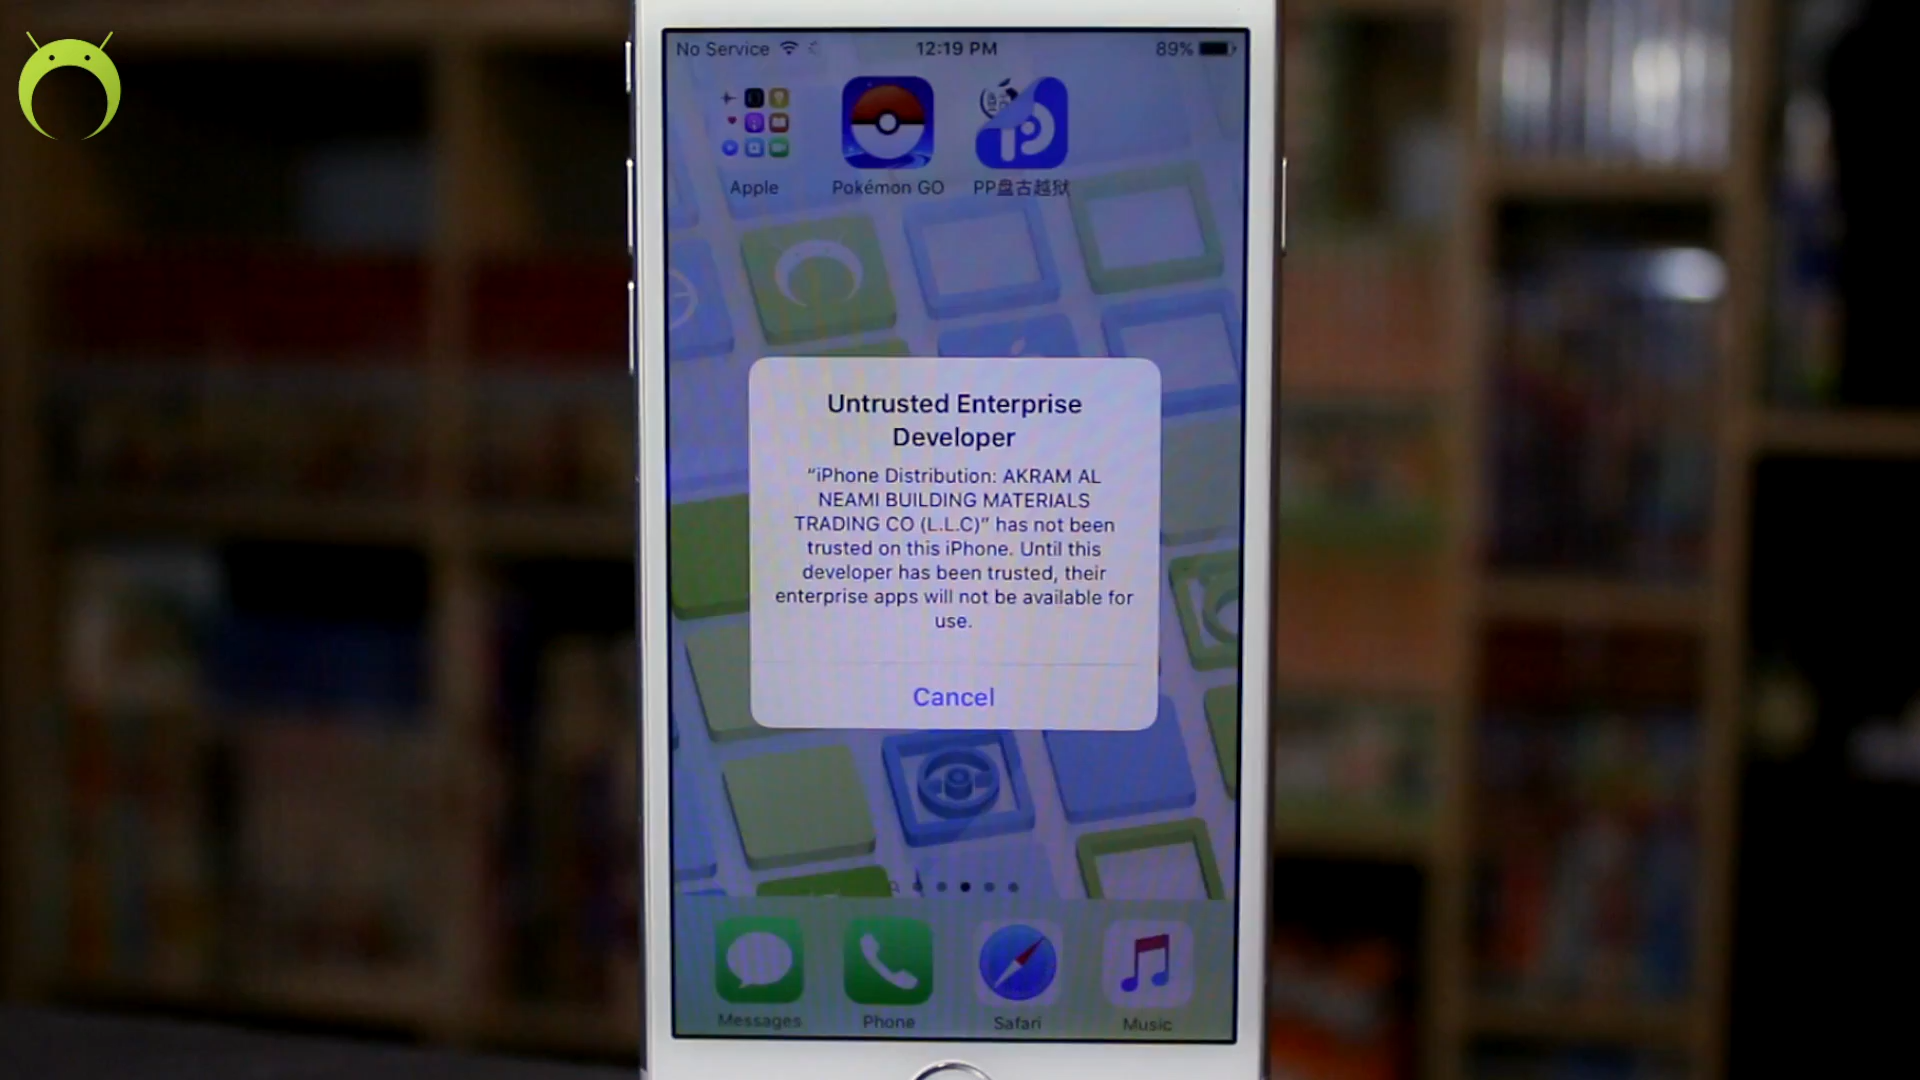 No Service 12:19 PM 89%
Apple Pokémon GO PP盘古越狱
Untrusted Enterprise
Developer
“iPhone Distribution: AKRAM AL
NEAMI BUILDING MATERIALS
TRADING CO (L.L.C)” has not been
trusted on this iPhone. Until this
developer has been trusted, their
enterprise apps will not be available for
use.
Cancel
Messages Phone Safari Music